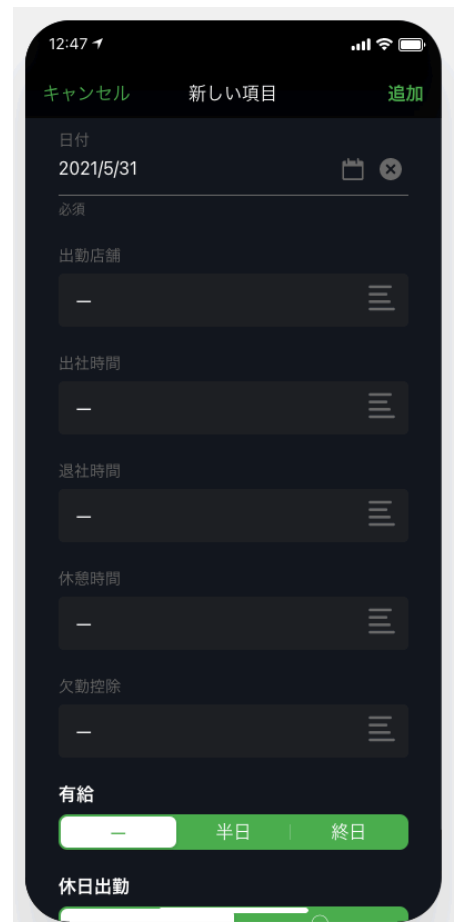 12:47
キャンセル 新しい項目 追加
日付
2021/5/31
必須
出勤店舗
—
出社時間
—
退社時間
—
休憩時間
—
欠勤控除
—
有給
— 半日 終日
休日出勤